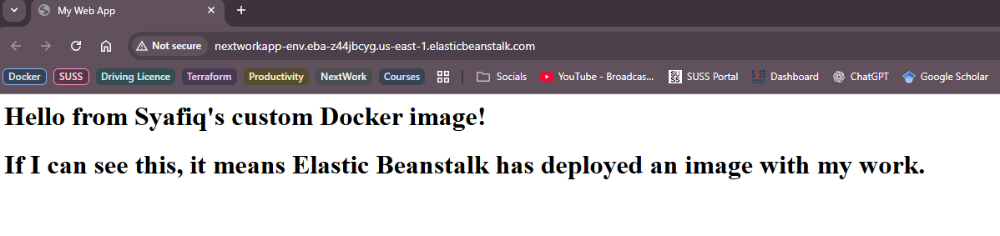 My Web App
Not secure nextworkapp-env.eba-z44jbcyg.us-east-1.elasticbeanstalk.com
Docker SUSS Driving Licence Terraform Productivity NextWork Courses Socials YouTube - Broadcas... SUSS Portal Dashboard ChatGPT Google Scholar
Hello from Syafiq's custom Docker image!
If I can see this, it means Elastic Beanstalk has deployed an image with my work.